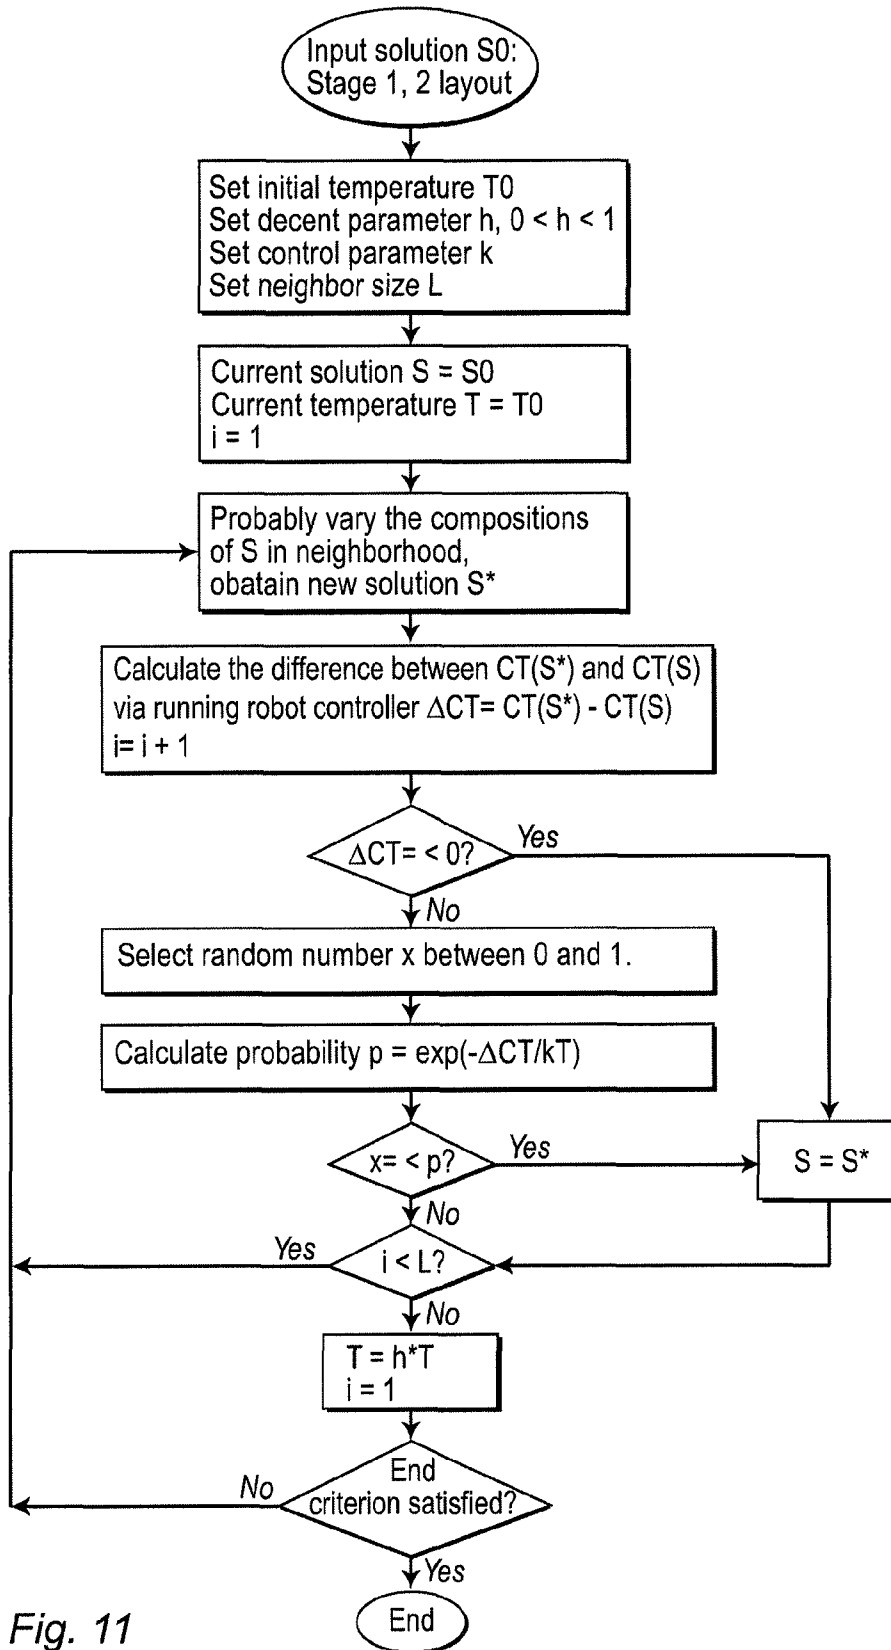 Input solution S0:
Stage 1, 2 layout
Set initial temperature T0
Set decent parameter h, 0 < h < 1
Set control parameter k
Set neighbor size L
Current solution S = S0
Current temperature T = T0
i = 1
Probably vary the compositions
of S in neighborhood,
obatain new solution S*
Calculate the difference between CT(S*) and CT(S)
via running robot controller ΔCT= CT(S*) - CT(S)
i= i + 1
ΔCT= < 0?
Yes
No
Select random number x between 0 and 1.
Calculate probability p = exp(-ΔCT/kT)
x= < p?
Yes
S = S*
No
Yes
i < L?
No
T = h*T
i = 1
No
End
criterion satisfied?
Yes
End
Fig. 11